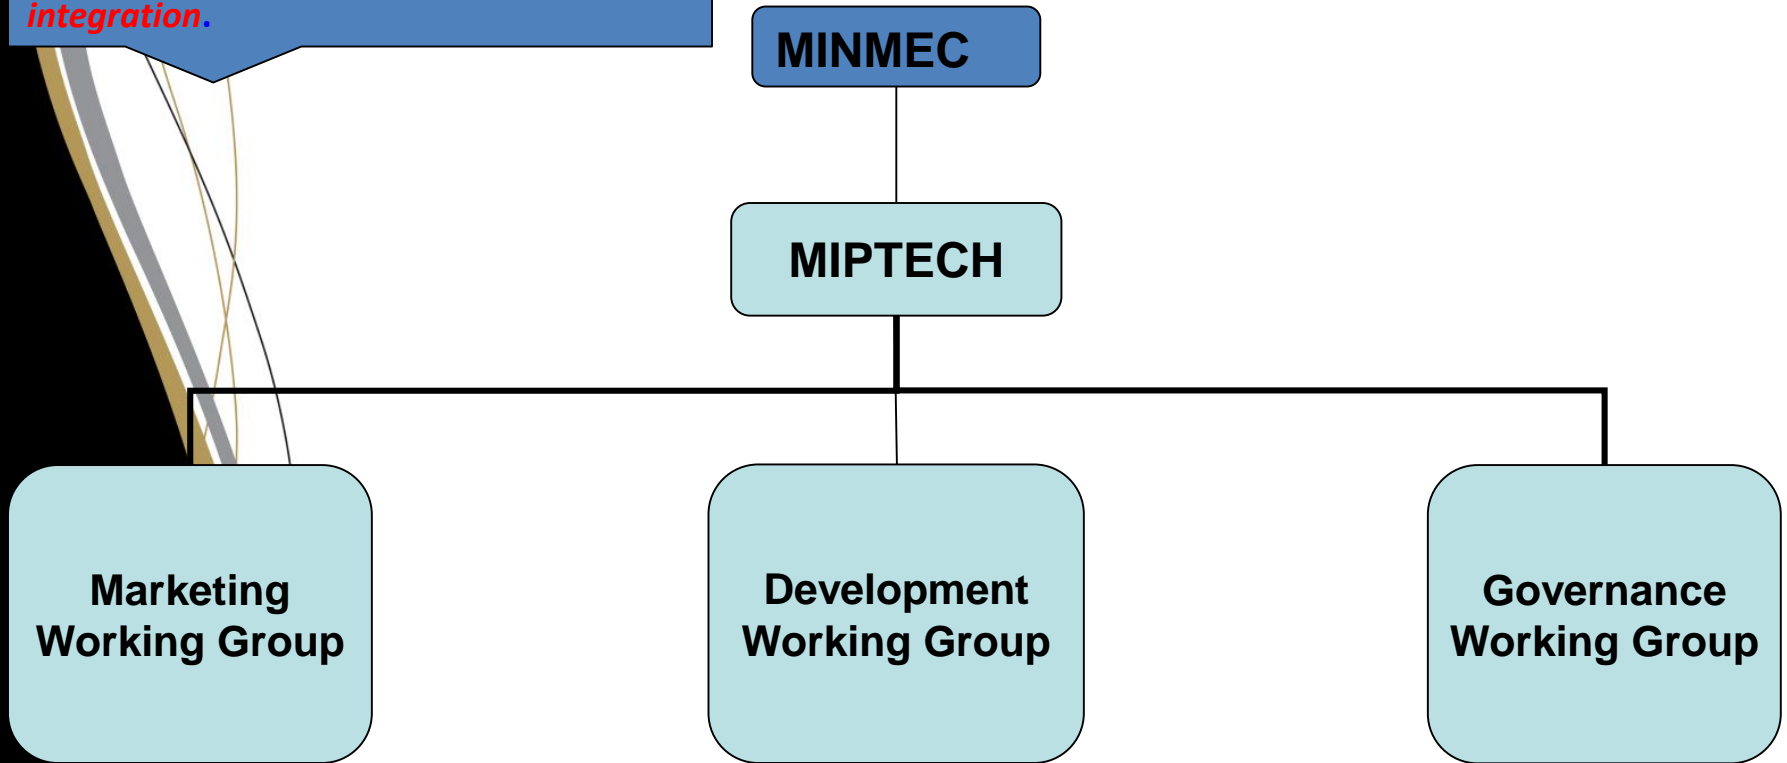 integration.
MINMEC
MIPTECH
Marketing
Working Group
Development
Working Group
Governance
Working Group